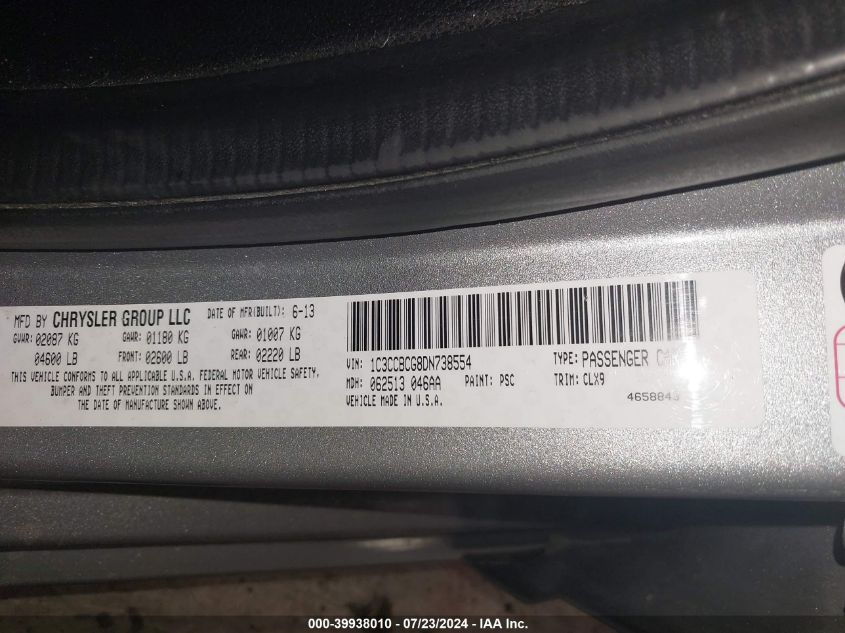 MFD BY CHRYSLER GROUP LLC DATE OF MFR(BUILT): 6-13
GVWR: 02087 KG GAWR: 01180 KG GAWR: 01007 KG
04600 LB FRONT: 02600 LB REAR: 02220 LB
THIS VEHICLE CONFORMS TO ALL APPLICABLE U.S.A. FEDERAL MOTOR VEHICLE SAFETY,
BUMPER AND THEFT PREVENTION STANDARDS IN EFFECT ON
THE DATE OF MANUFACTURE SHOWN ABOVE.
VIN: 1C3CCBCG8DN738554 TYPE: PASSENGER CAR
MDH: 062513 046AA PAINT: PSC TRIM: CLX9
VEHICLE MADE IN U.S.A. 4658843
000-39938010 - 07/23/2024 - IAA Inc.